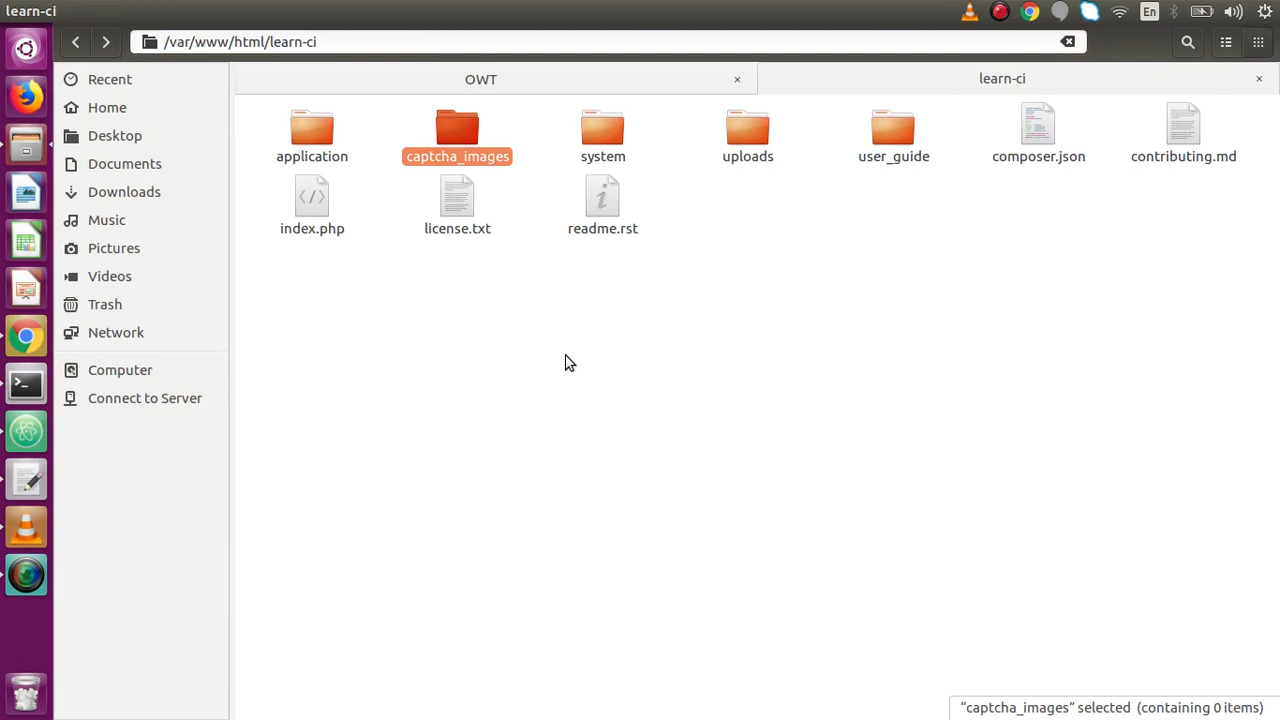 learn-ci
En
/var/www/html/learn-ci
Recent
Home
Desktop
Documents
Downloads
Music
Pictures
Videos
Trash
Network
Computer
Connect to Server
OWT
learn-ci
application
captcha_images
system
uploads
user_guide
composer.json
contributing.md
index.php
license.txt
readme.rst
“captcha_images” selected (containing 0 items)